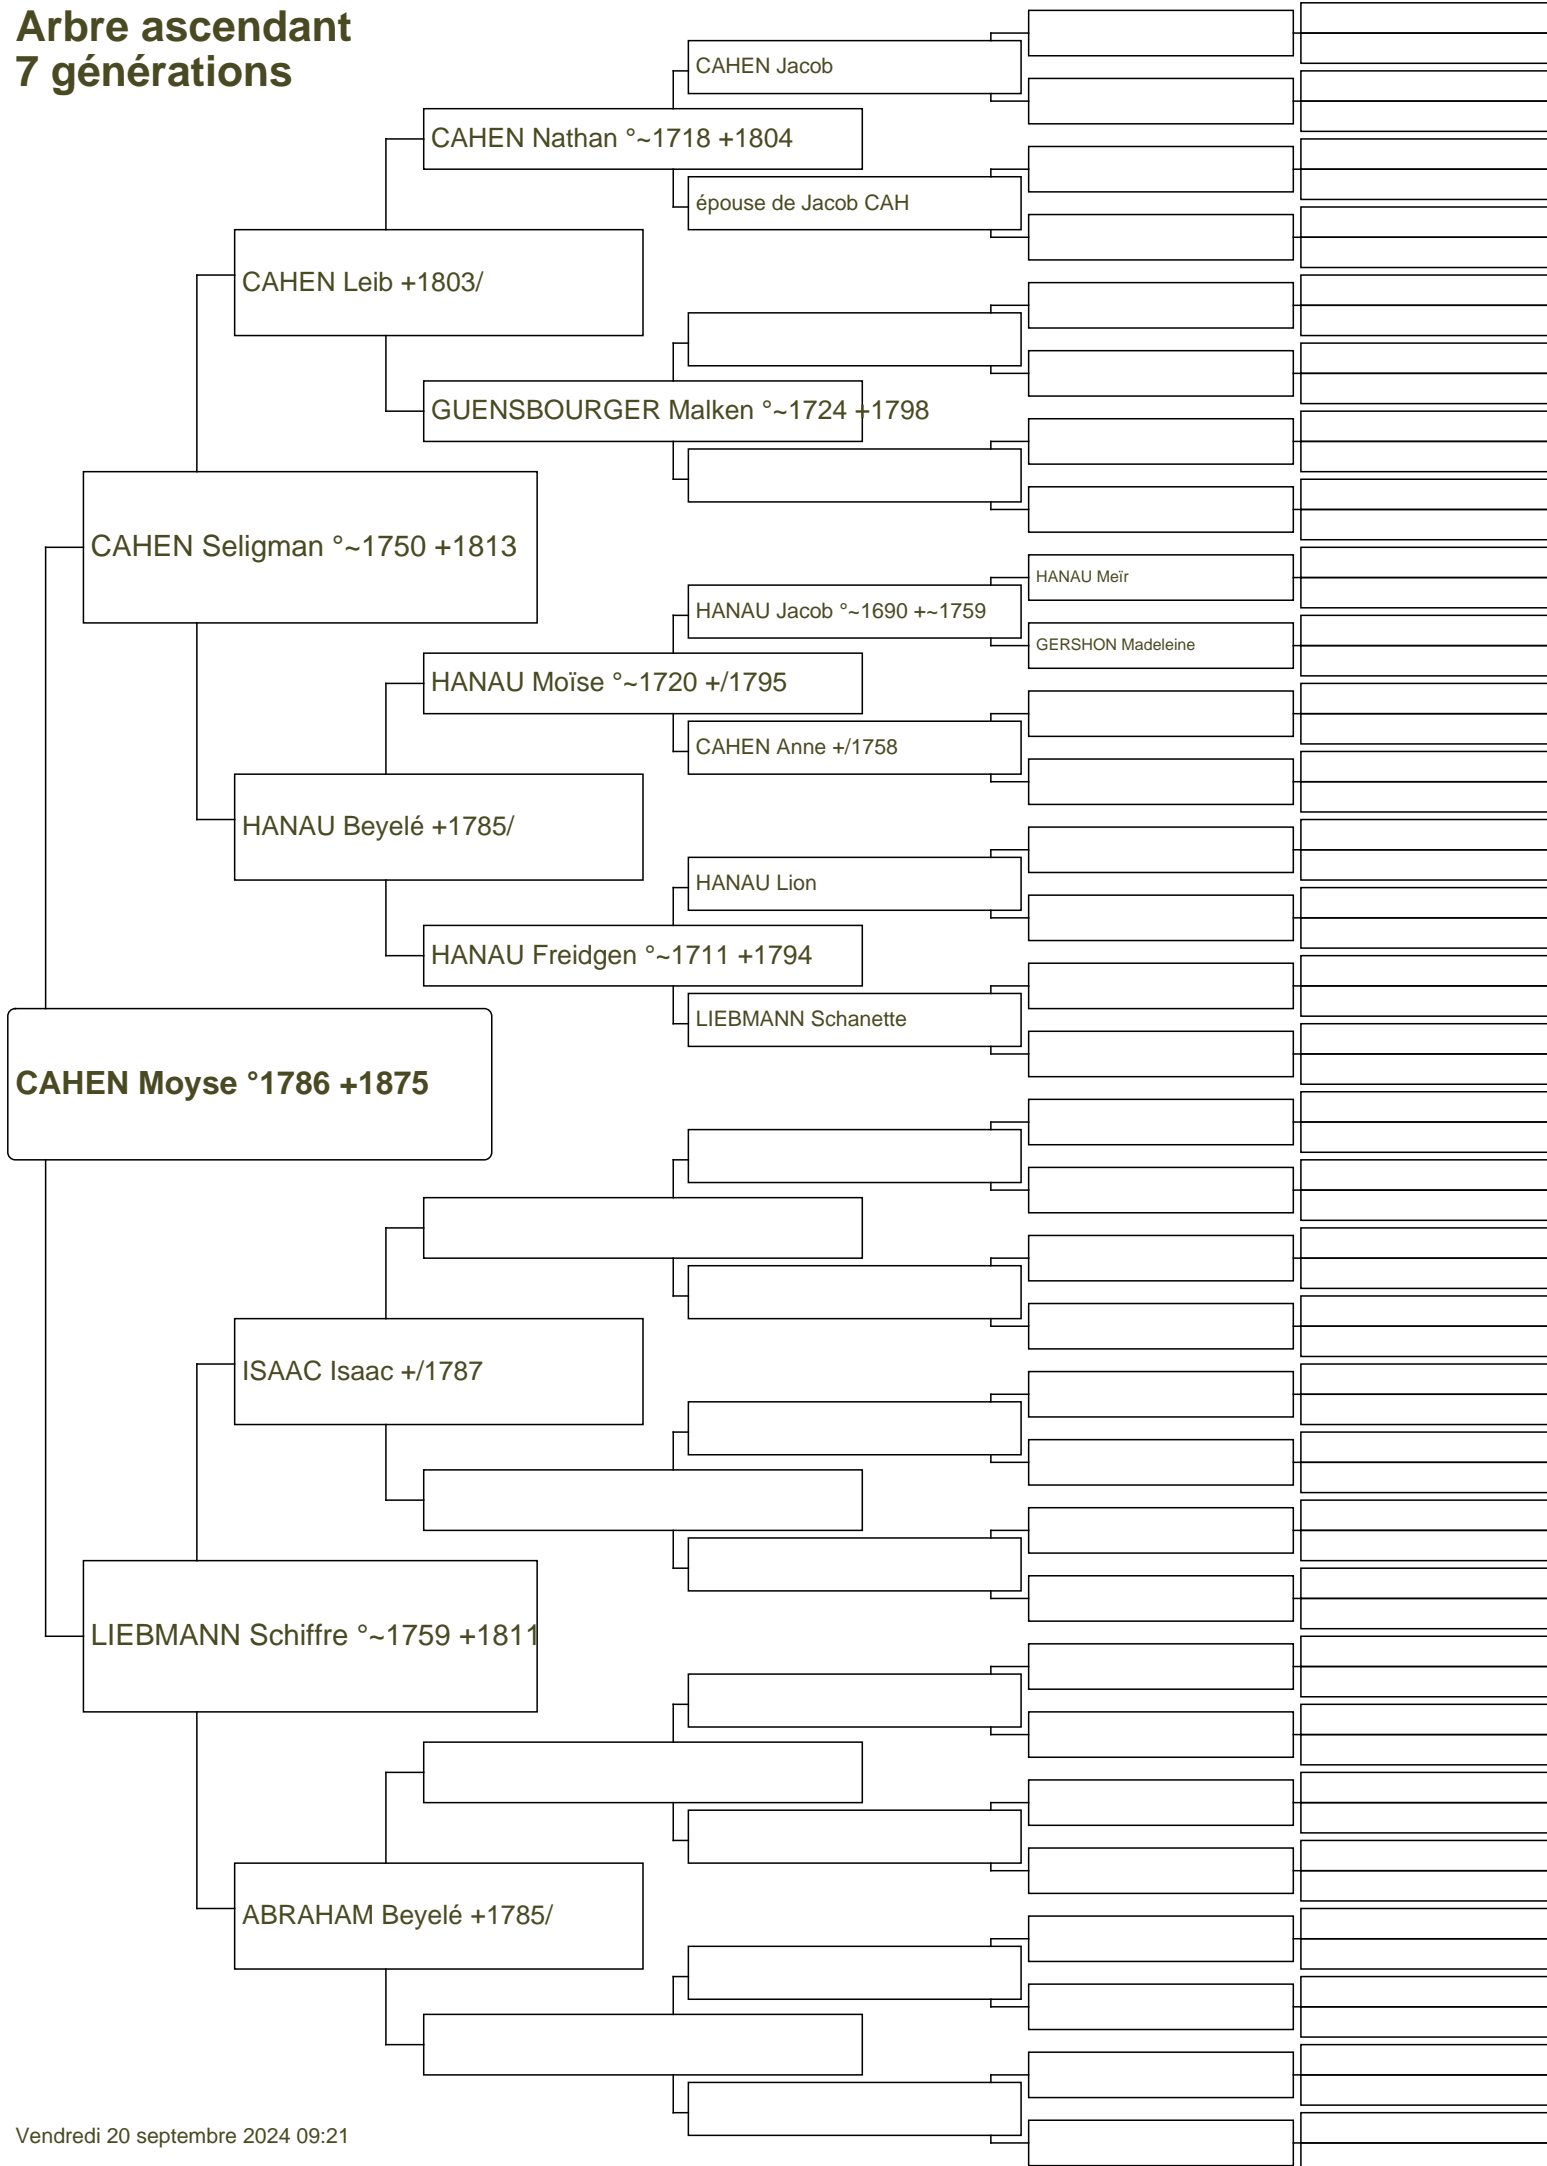 Arbre ascendant
7 générations
CAHEN Jacob
CAHEN Nathan °~1718 +1804
épouse de Jacob CAH
CAHEN Leib +1803/
GUENSBOURGER Malken °~1724 +1798
CAHEN Seligman °~1750 +1813
HANAU Meïr
HANAU Jacob °~1690 +~1759
GERSHON Madeleine
HANAU Moïse °~1720 +/1795
CAHEN Anne +/1758
HANAU Beyelé +1785/
HANAU Lion
HANAU Freidgen °~1711 +1794
LIEBMANN Schanette
CAHEN Moyse °1786 +1875
ISAAC Isaac +/1787
LIEBMANN Schiffre °~1759 +1811
ABRAHAM Beyelé +1785/
Vendredi 20 septembre 2024 09:21